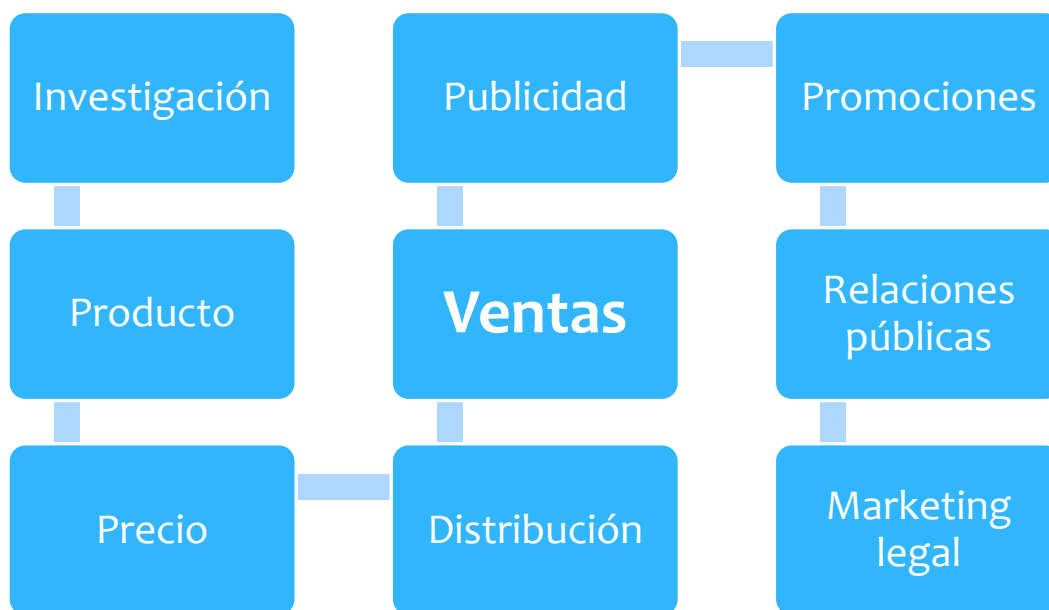 Investigación
Producto
Precio
Distribución
Ventas
Publicidad
Promociones
Relaciones
públicas
Marketing
legal